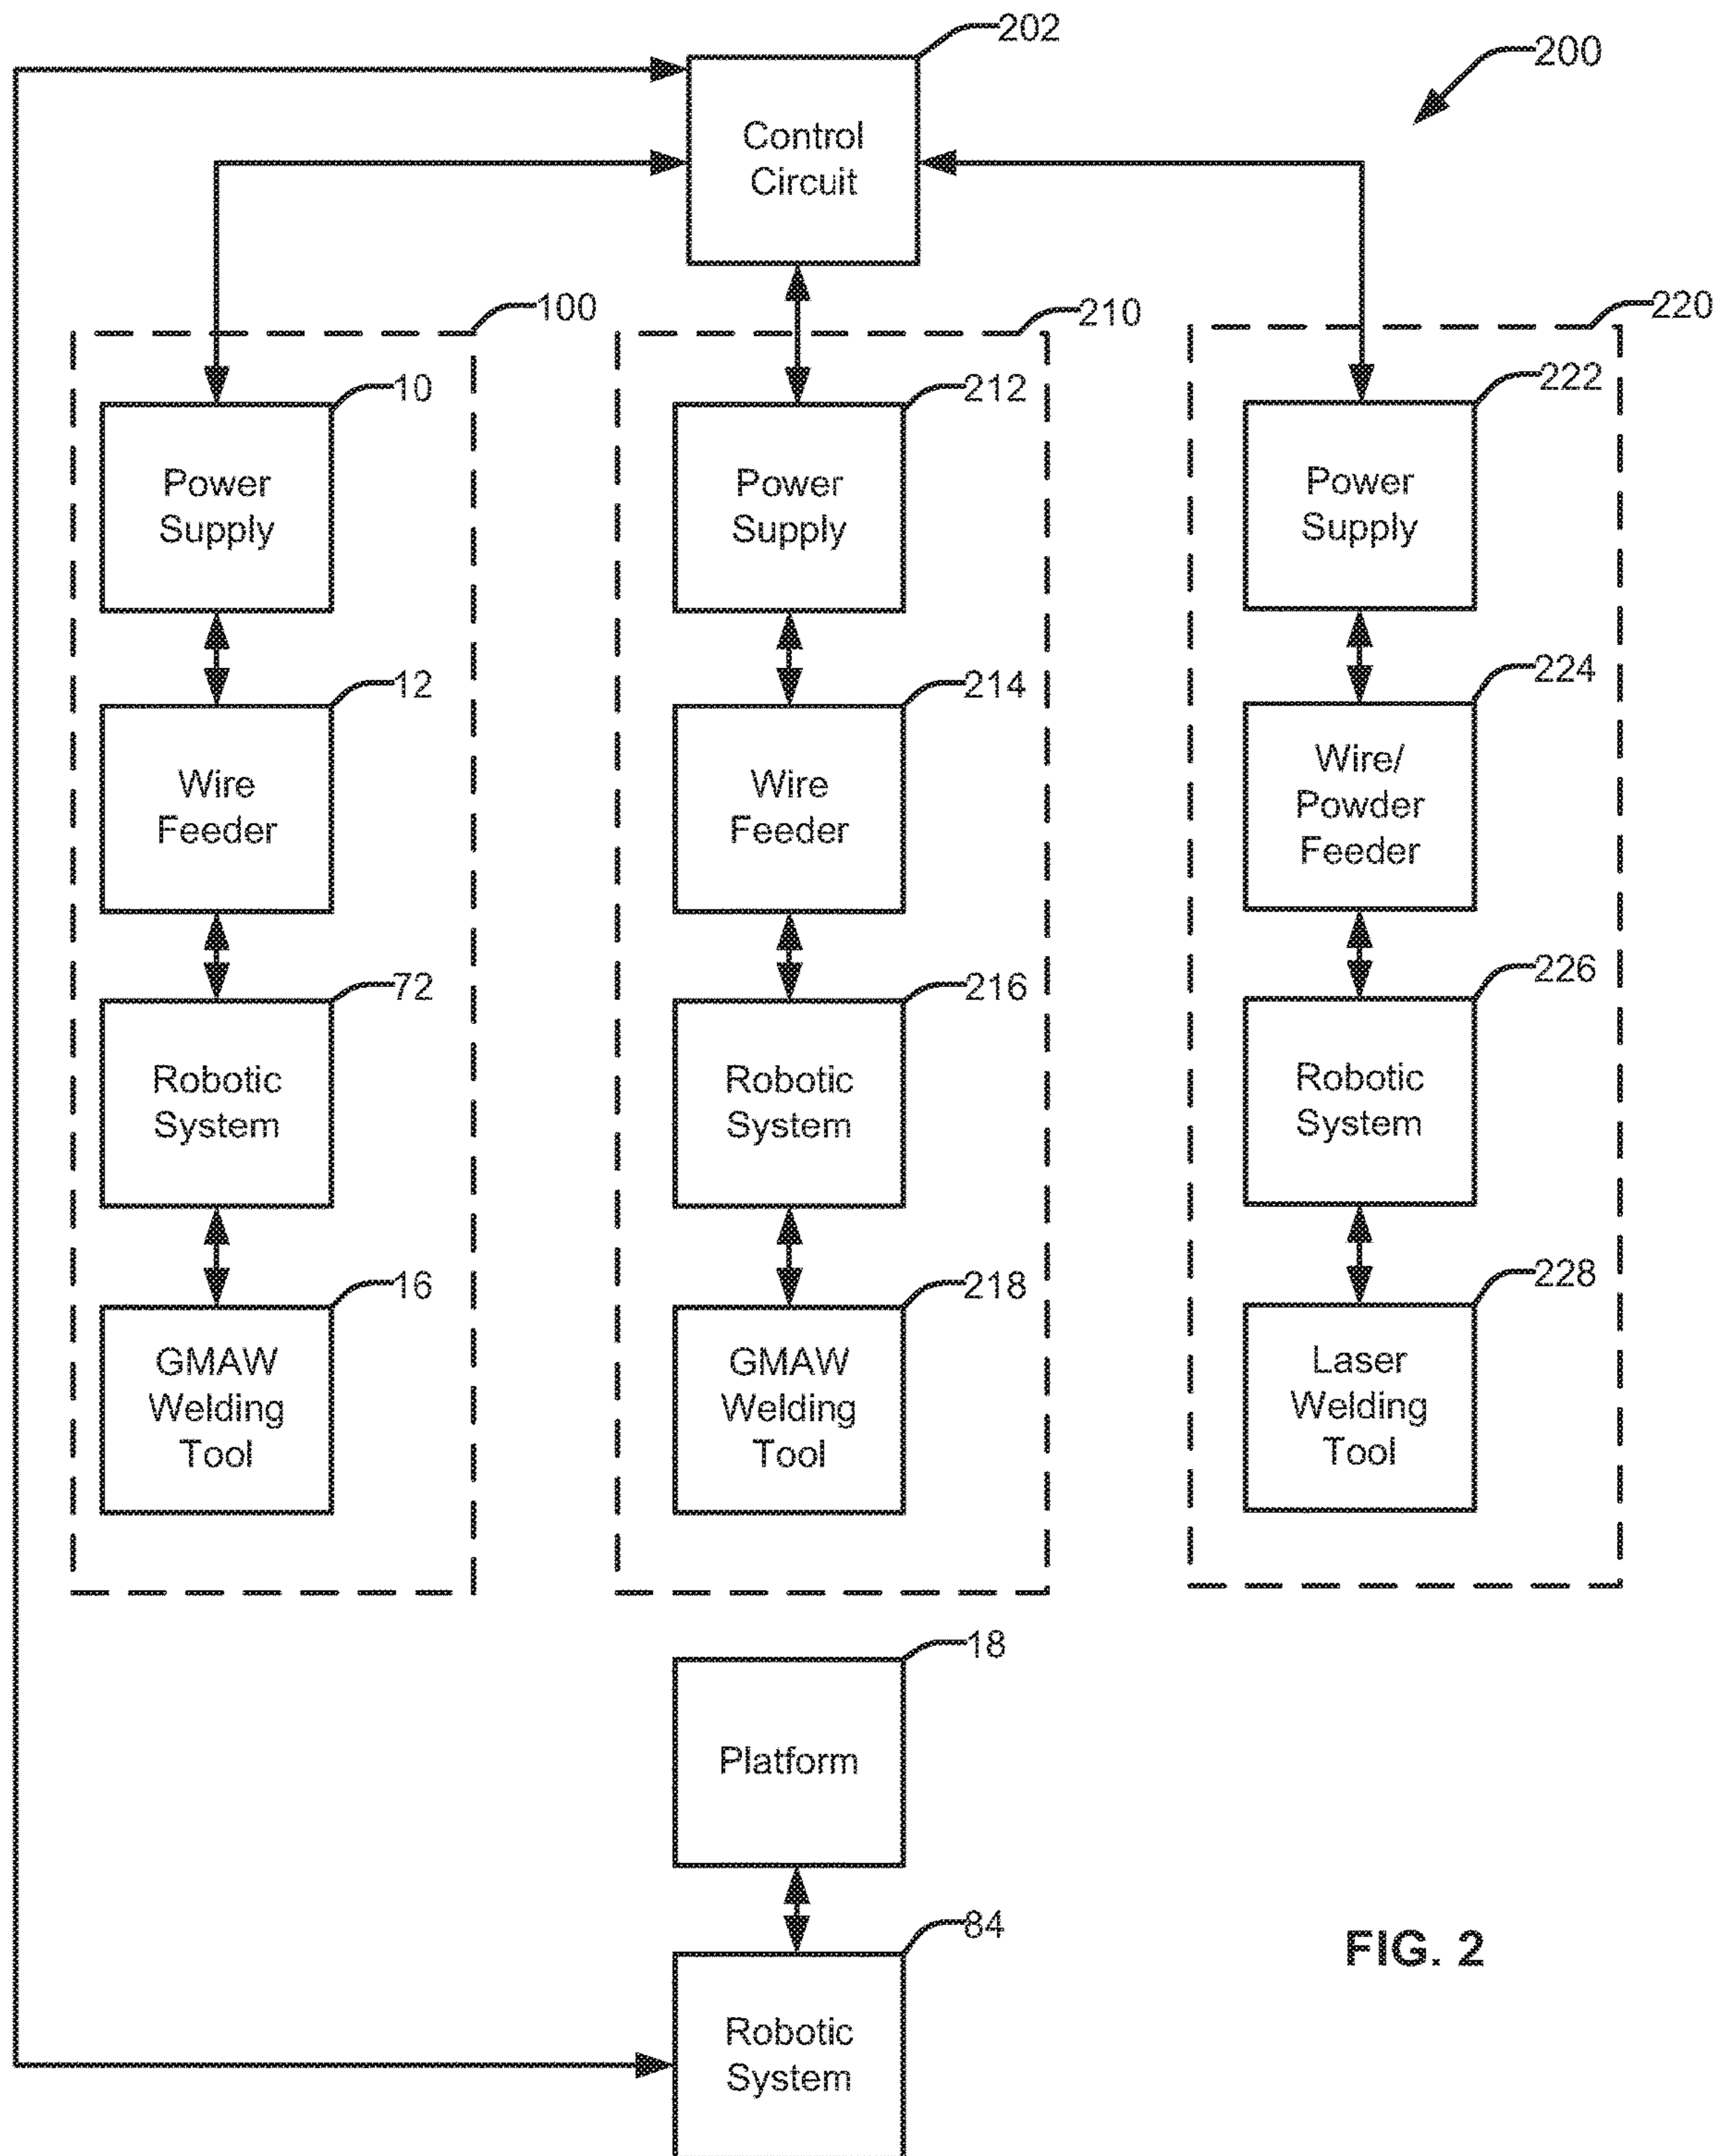 202
200
Control
Circuit
100
210
220
10
212
222
Power
Supply
Power
Supply
Power
Supply
12
214
224
Wire
Feeder
Wire
Feeder
Wire/
Powder
Feeder
72
216
226
Robotic
System
Robotic
System
Robotic
System
16
218
228
GMAW
Welding
Tool
GMAW
Welding
Tool
Laser
Welding
Tool
18
Platform
84
FIG. 2
Robotic
System